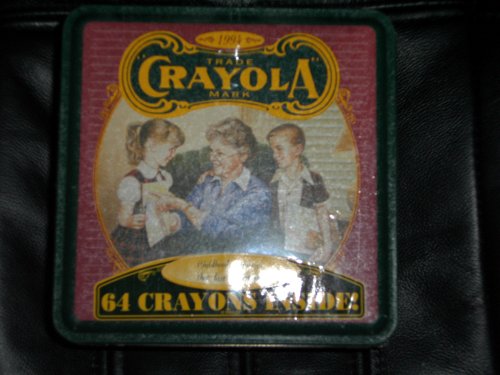 1994
TRADE
"CRAYOLA"
MARK
64 CRAYONS INSIDE!